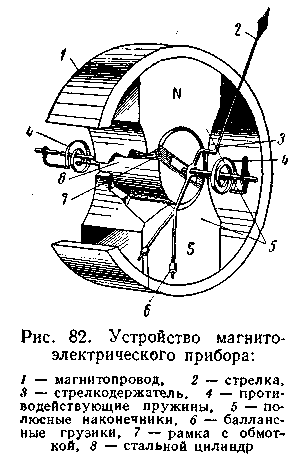 1
2
N
4
3
4
8
7
5
S
6
Рис. 82. Устройство магнито-
электрического прибора:
1 — магнитопровод, 2 — стрелка,
3 — стрелкодержатель, 4 — проти-
водействующие пружины, 5 — по-
люсные наконечники, 6 — балланс-
ные грузики, 7 — рамка с обмот-
кой, 8 — стальной цилиндр